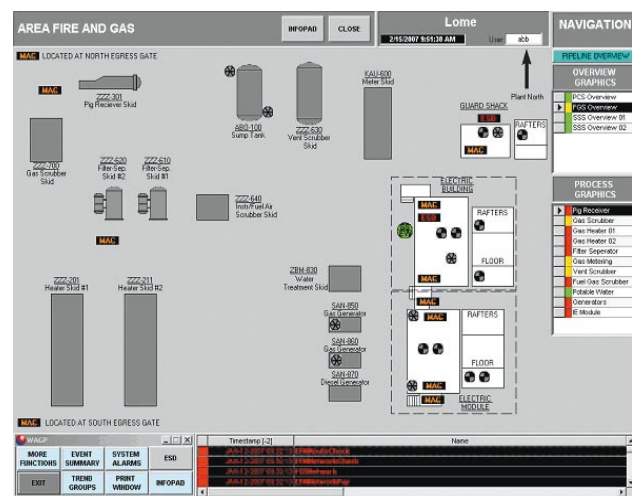 AREA FIRE AND GAS
INFOPAD
CLOSE
Lome
2/15/2007 9:51:38 AM
User: abb
NAVIGATION
MAC LOCATED AT NORTH EGRESS GATE
PIPELINE OVERVIEW
OVERVIEW
GRAPHICS
PCS Overview
FGS Overview
SSS Overview 01
SSS Overview 02
Plant North
MAC
ZZZ-301
Pig Receiver Skid
ABO-100
Sump Tank
ZZZ-630
Vent Scrubber
Skid
KAU-600
Meter Skid
GUARD SHACK
ESD
MAC
RAFTERS
ZZZ-700
Gas Scrubber
Skid
ZZZ-520
Filter-Sep.
Skid #2
ZZZ-510
Filter-Sep.
Skid #1
ZZZ-640
Instr/Fuel Air
Scrubber Skid
MAC
ELECTRIC
BUILDING
MAC
ESD
RAFTERS
FLOOR
PROCESS
GRAPHICS
Pig Receiver
Gas Scrubber
Gas Heater 01
Gas Heater 02
Filter Seperator
Gas Metering
Vent Scrubber
Fuel Gas Scrubber
Potable Water
Generators
IE Module
ZZZ-201
Heater Skid #1
ZZZ-211
Heater Skid #2
ZBM-830
Water
Treatment Skid
SAN-850
Gas Generator
SAN-860
Gas Generator
SAN-870
Diesel Generator
MAC
MAC
RAFTERS
FLOOR
MAC
MAC
ELECTRIC
MODULE
MAC LOCATED AT SOUTH EGRESS GATE
WAGP
MORE
FUNCTIONS
EVENT
SUMMARY
SYSTEM
ALARMS
ESD
EXIT
TREND
GROUPS
PRINT
WINDOW
INFOPAD
Timestamp [-2]
Name